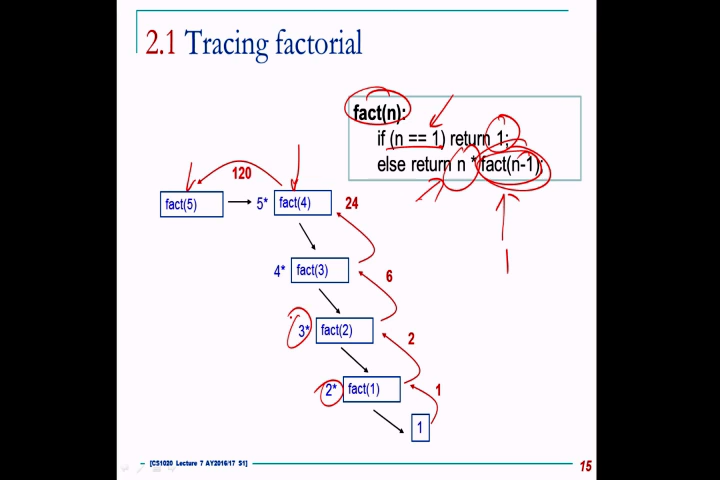 2.1 Tracing factorial
fact(n):
if (n == 1) return 1;
else return n * fact(n-1);
120
fact(5)
5*
fact(4)
24
4*
fact(3)
6
3*
fact(2)
2
2*
fact(1)
1
1
1
[CS1020 Lecture 7 AY2016/17 S1]
15